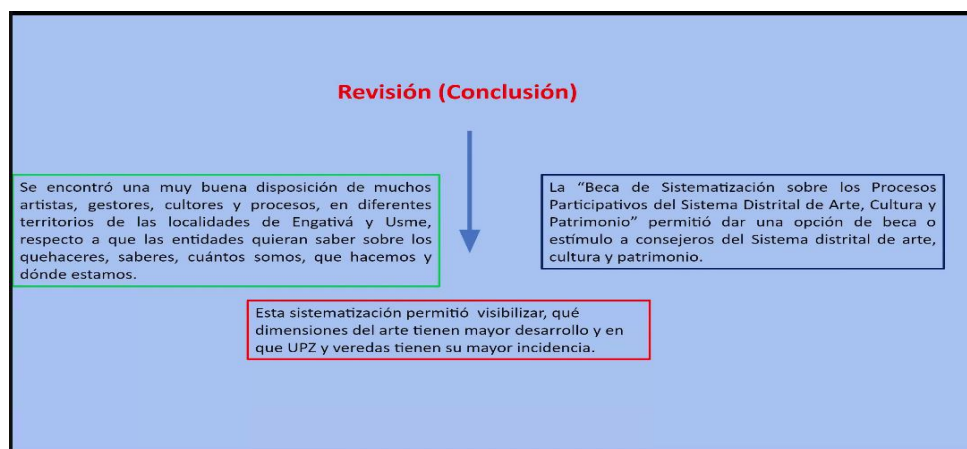 Revisión (Conclusión)
Se encontró una muy buena disposición de muchos
artistas, gestores, cultores y procesos, en diferentes
territorios de las localidades de Engativá y Usme,
respecto a que las entidades quieran saber sobre los
quehaceres, saberes, cuántos somos, que hacemos y
dónde estamos.
La “Beca de Sistematización sobre los Procesos
Participativos del Sistema Distrital de Arte, Cultura y
Patrimonio” permitió dar una opción de beca o
estímulo a consejeros del Sistema distrital de arte,
cultura y patrimonio.
Esta sistematización permitió visibilizar, qué
dimensiones del arte tienen mayor desarrollo y en
que UPZ y veredas tienen su mayor incidencia.